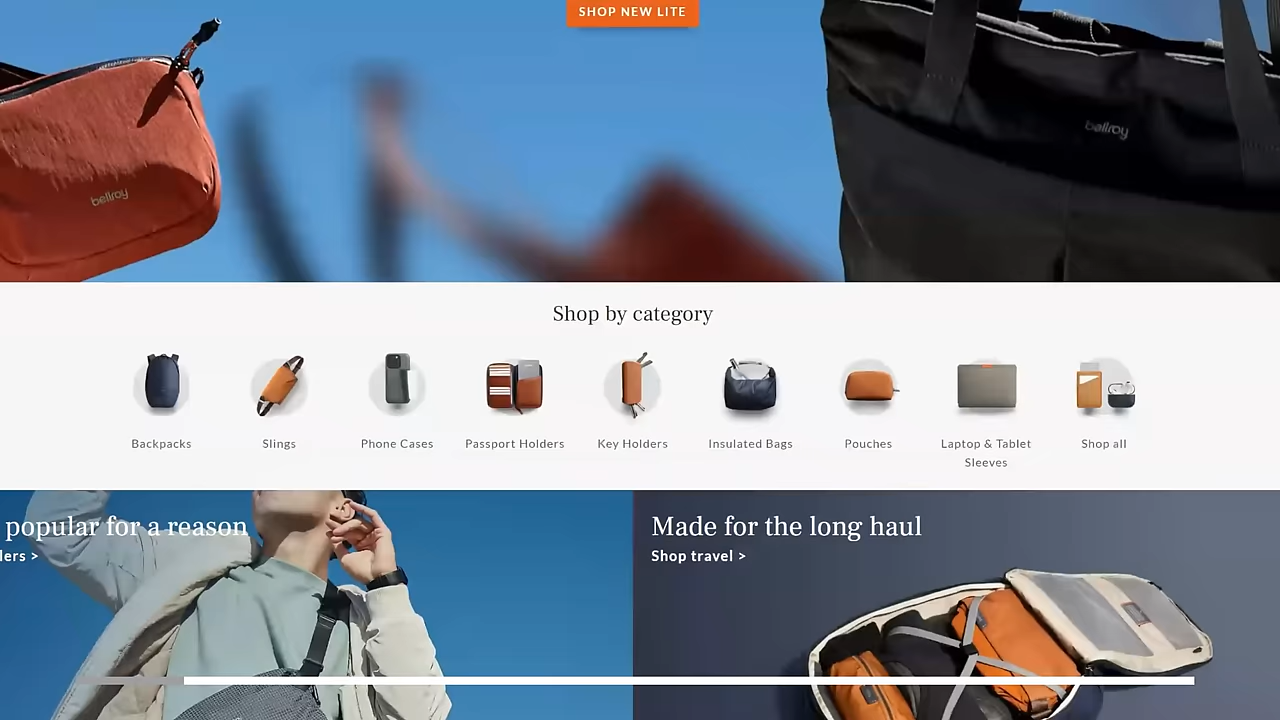 SHOP NEW LITE
bellroy
bellroy
Shop by category
Backpacks
Slings
Phone Cases
Passport Holders
Key Holders
Insulated Bags
Pouches
Laptop & Tablet
Sleeves
Shop all
popular for a reason
lers >
Made for the long haul
Shop travel >